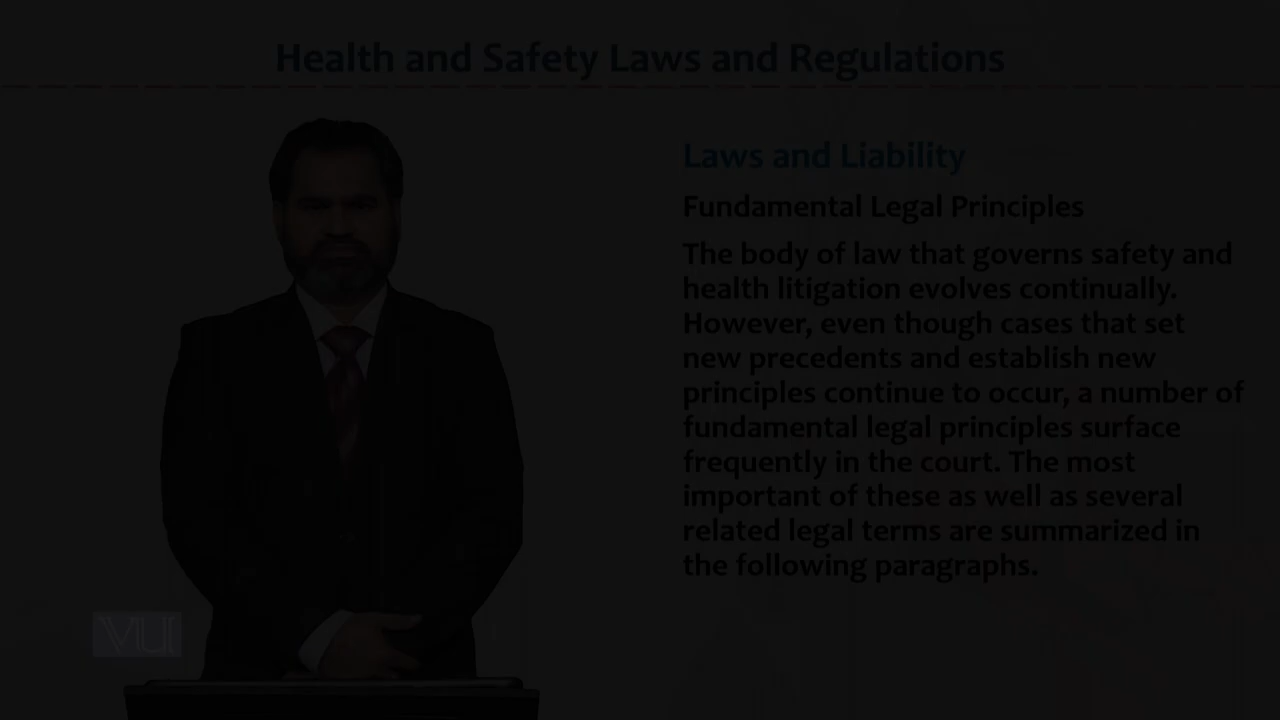 Health and Safety Laws and Regulations
Laws and Liability
Fundamental Legal Principles
The body of law that governs safety and
health litigation evolves continually.
However, even though cases that set
new precedents and establish new
principles continue to occur, a number of
fundamental legal principles surface
frequently in the court. The most
important of these as well as several
related legal terms are summarized in
the following paragraphs.
VU